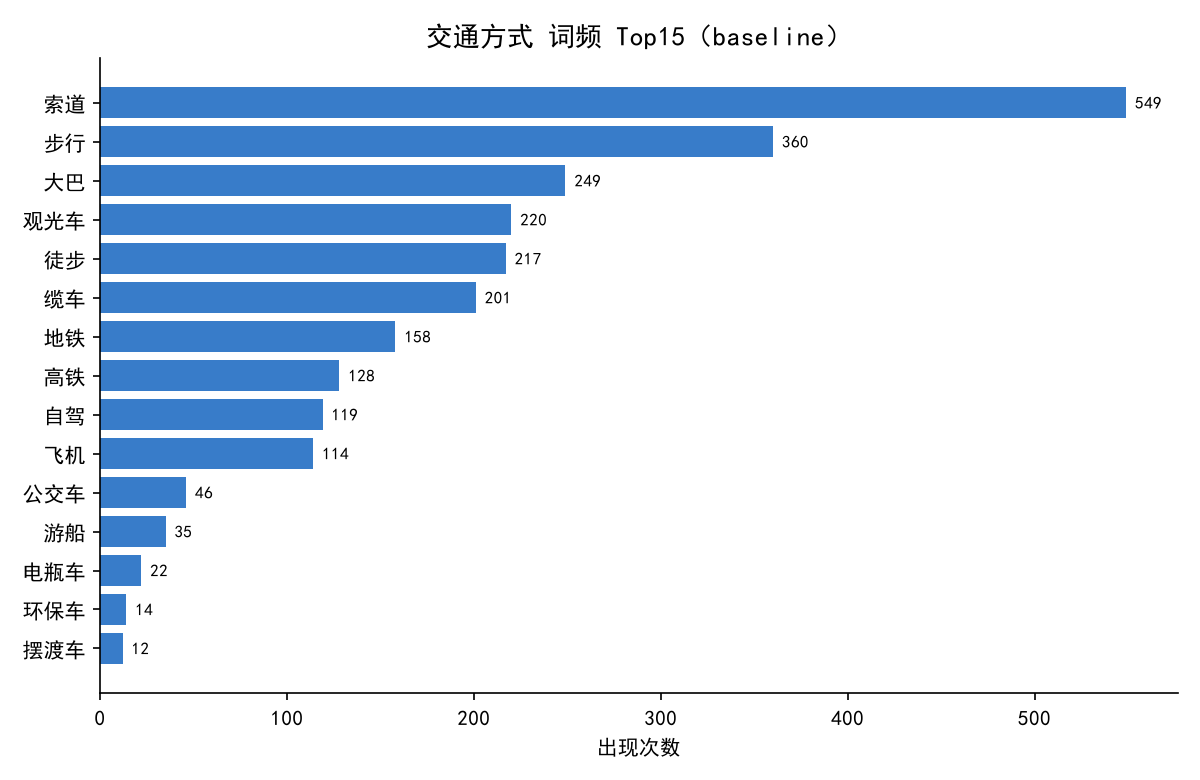 交通方式 词频 Top15（baseline）
索道 549
步行 360
大巴 249
观光车 220
徒步 217
缆车 201
地铁 158
高铁 128
自驾 119
飞机 114
公交车 46
游船 35
电瓶车 22
环保车 14
摆渡车 12
0 100 200 300 400 500
出现次数